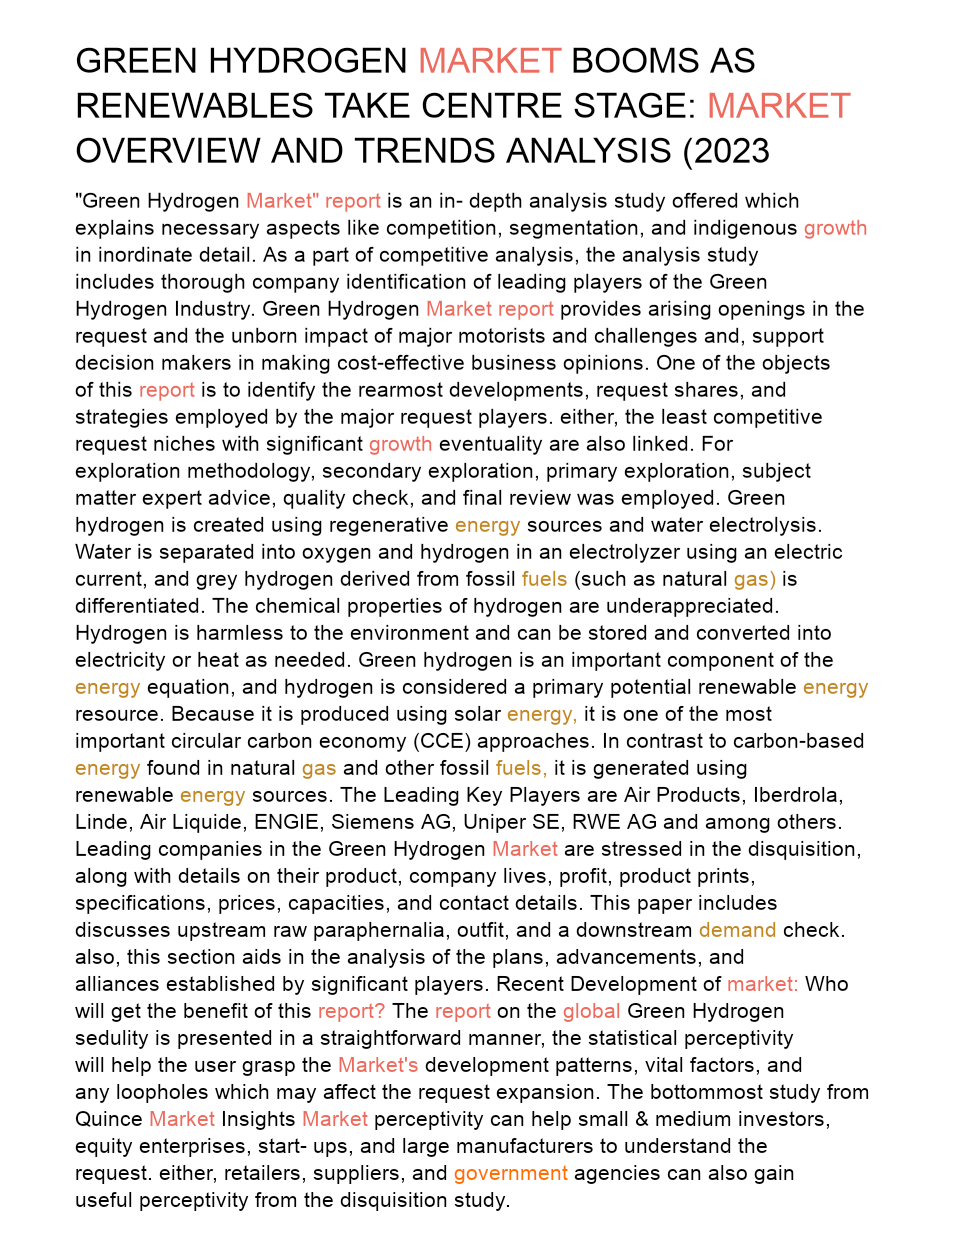 GREEN HYDROGEN MARKET BOOMS AS
RENEWABLES TAKE CENTRE STAGE: MARKET
OVERVIEW AND TRENDS ANALYSIS (2023
"Green Hydrogen Market" report is an in- depth analysis study offered which
explains necessary aspects like competition, segmentation, and indigenous growth
in inordinate detail. As a part of competitive analysis, the analysis study
includes thorough company identification of leading players of the Green
Hydrogen Industry. Green Hydrogen Market report provides arising openings in the
request and the unborn impact of major motorists and challenges and, support
decision makers in making cost-effective business opinions. One of the objects
of this report is to identify the rearmost developments, request shares, and
strategies employed by the major request players. either, the least competitive
request niches with significant growth eventuality are also linked. For
exploration methodology, secondary exploration, primary exploration, subject
matter expert advice, quality check, and final review was employed. Green
hydrogen is created using regenerative energy sources and water electrolysis.
Water is separated into oxygen and hydrogen in an electrolyzer using an electric
current, and grey hydrogen derived from fossil fuels (such as natural gas) is
differentiated. The chemical properties of hydrogen are underappreciated.
Hydrogen is harmless to the environment and can be stored and converted into
electricity or heat as needed. Green hydrogen is an important component of the
energy equation, and hydrogen is considered a primary potential renewable energy
resource. Because it is produced using solar energy, it is one of the most
important circular carbon economy (CCE) approaches. In contrast to carbon-based
energy found in natural gas and other fossil fuels, it is generated using
renewable energy sources. The Leading Key Players are Air Products, Iberdrola,
Linde, Air Liquide, ENGIE, Siemens AG, Uniper SE, RWE AG and among others.
Leading companies in the Green Hydrogen Market are stressed in the disquisition,
along with details on their product, company lives, profit, product prints,
specifications, prices, capacities, and contact details. This paper includes
discusses upstream raw paraphernalia, outfit, and a downstream demand check.
also, this section aids in the analysis of the plans, advancements, and
alliances established by significant players. Recent Development of market: Who
will get the benefit of this report? The report on the global Green Hydrogen
sedulity is presented in a straightforward manner, the statistical perceptivity
will help the user grasp the Market's development patterns, vital factors, and
any loopholes which may affect the request expansion. The bottommost study from
Quince Market Insights Market perceptivity can help small & medium investors,
equity enterprises, start- ups, and large manufacturers to understand the
request. either, retailers, suppliers, and government agencies can also gain
useful perceptivity from the disquisition study.